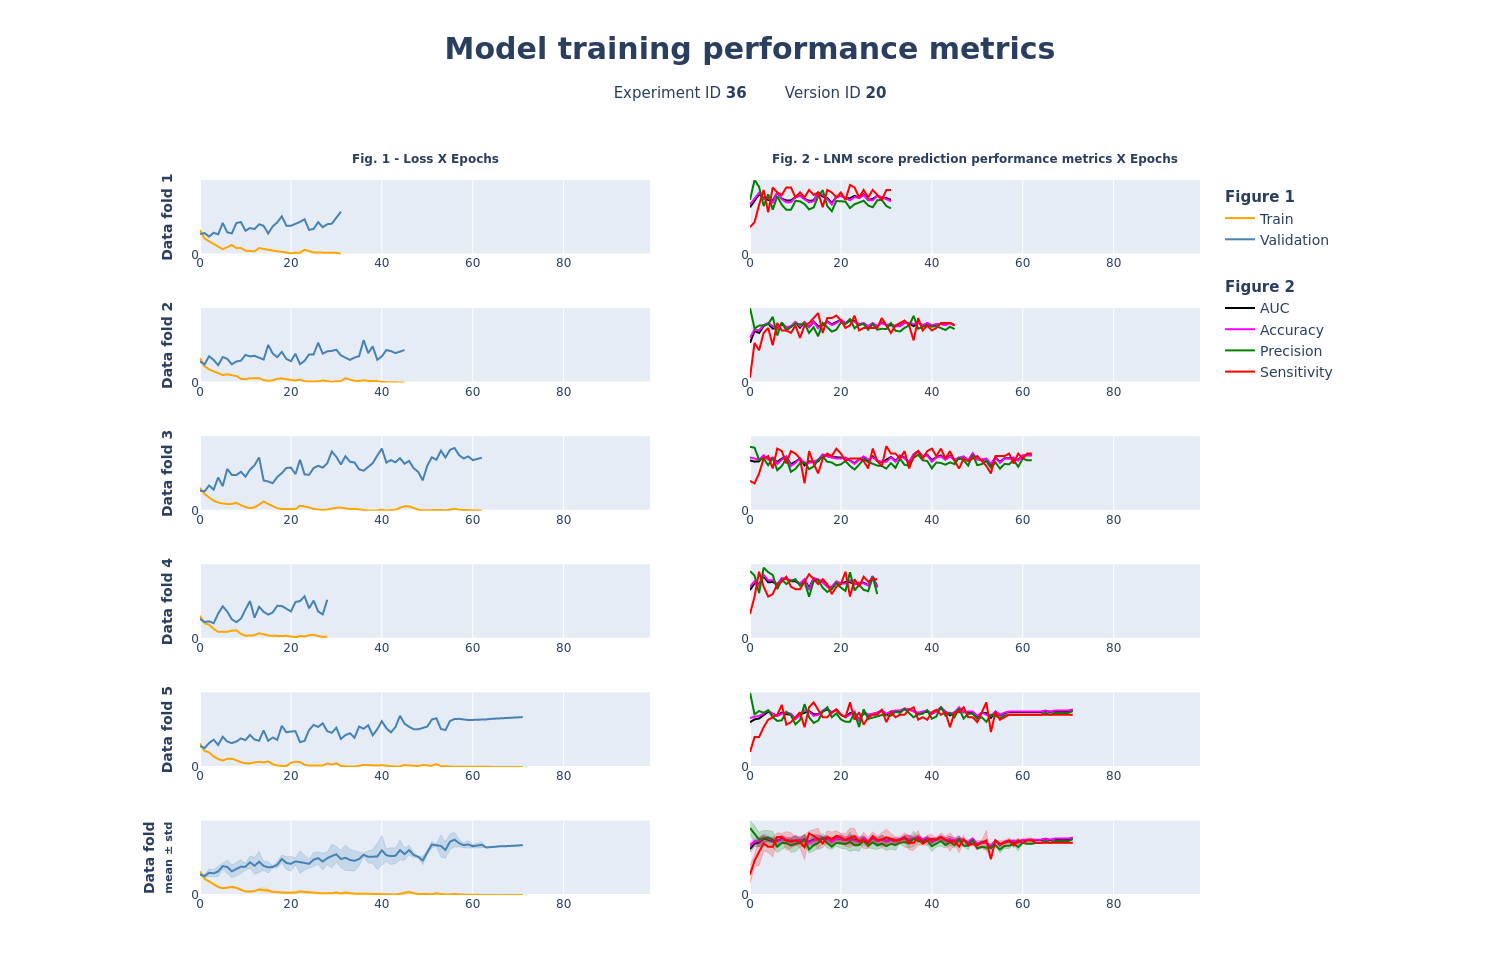 Model training performance metrics
Experiment ID 36 Version ID 20
Fig. 1 - Loss X Epochs
Fig. 2 - LNM score prediction performance metrics X Epochs
Data fold 1
0
0 20 40 60 80
0
0 20 40 60 80
Figure 1
Train
Validation
Figure 2
AUC
Accuracy
Precision
Sensitivity
Data fold 2
0
0 20 40 60 80
0
0 20 40 60 80
Data fold 3
0
0 20 40 60 80
0
0 20 40 60 80
Data fold 4
0
0 20 40 60 80
0
0 20 40 60 80
Data fold 5
0
0 20 40 60 80
0
0 20 40 60 80
Data fold
mean ± std
0
0 20 40 60 80
0
0 20 40 60 80